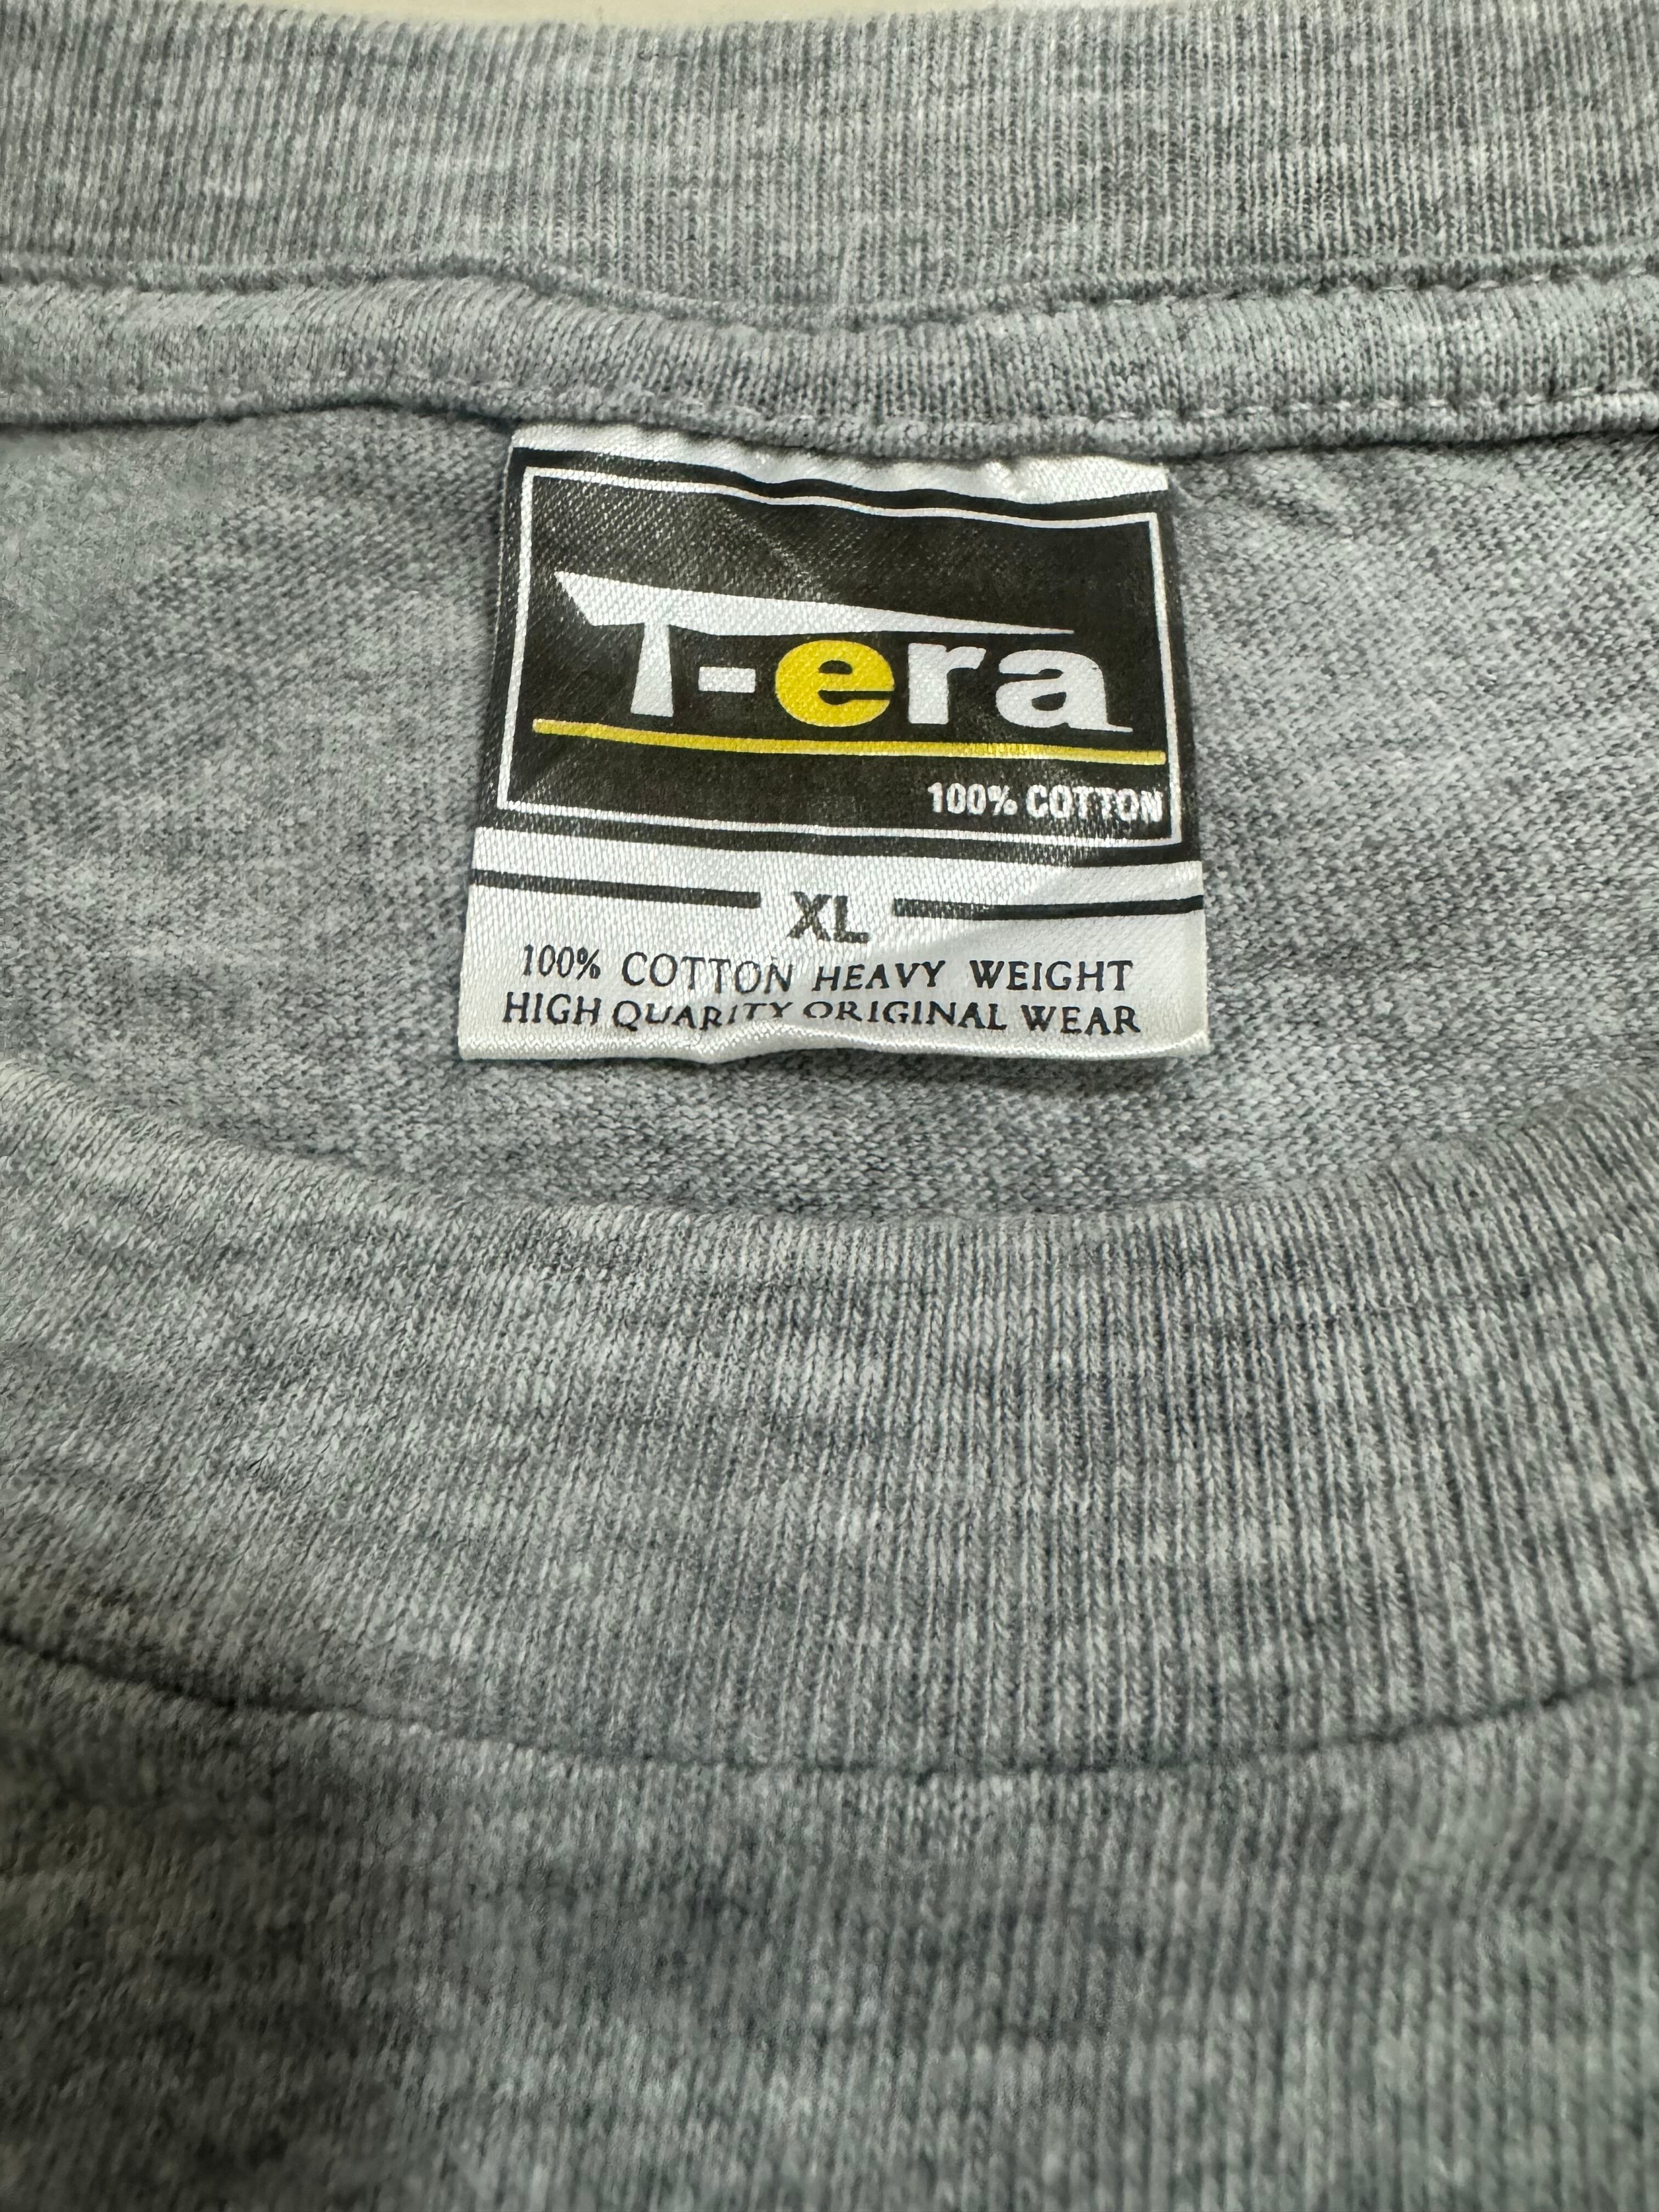 T-era
100% COTTON
XL
100% COTTON HEAVY WEIGHT
HIGH QUARITY ORIGINAL WEAR